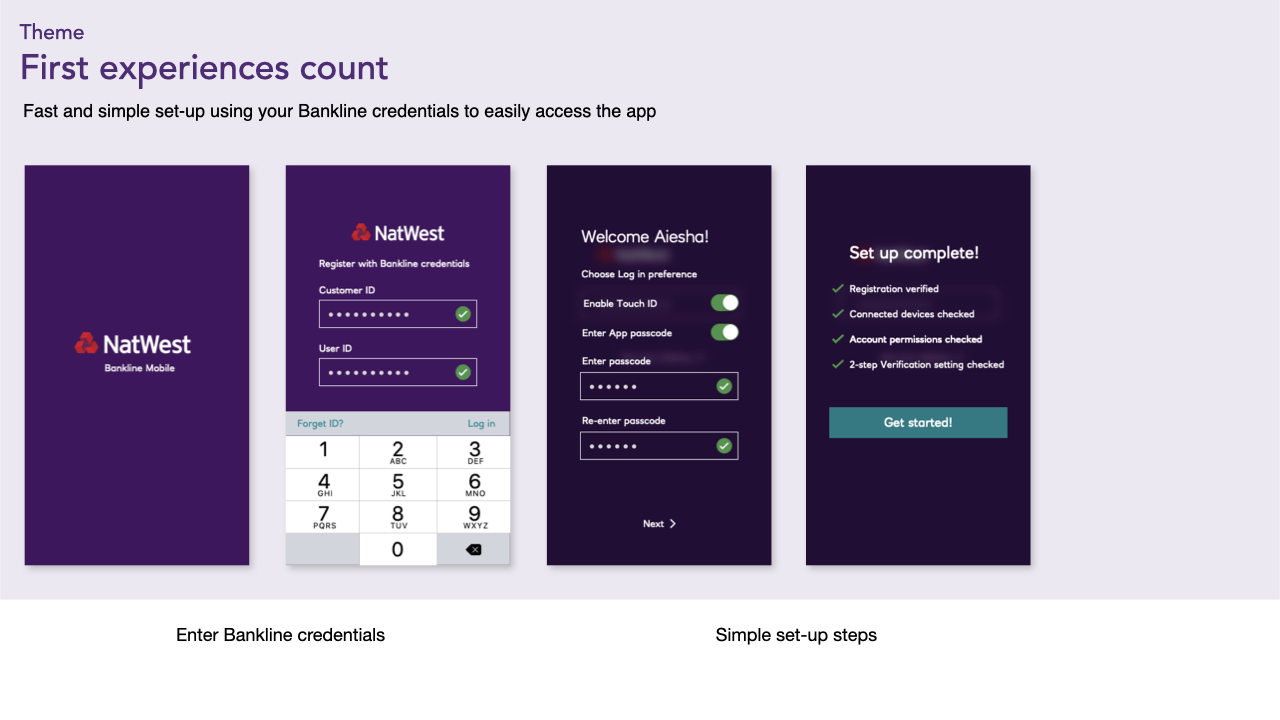 Theme
First experiences count
Fast and simple set-up using your Bankline credentials to easily access the app
NatWest
Bankline Mobile
NatWest
Register with Bankline credentials
Customer ID
User ID
Forget ID?
Log in
1
2
ABC
3
DEF
4
GHI
5
JKL
6
MNO
7
PQRS
8
TUV
9
WXYZ
0
Welcome Aiesha!
Choose Log in preference
Enable Touch ID
Enter App passcode
Enter passcode
Re-enter passcode
Next
Set up complete!
Registration verified
Connected devices checked
Account permissions checked
2-step Verification setting checked
Get started!
Enter Bankline credentials
Simple set-up steps